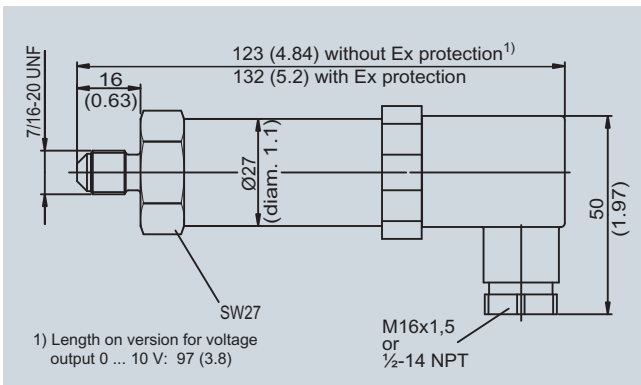 123 (4.84) without Ex protection1)
132 (5.2) with Ex protection
16
(0.63)
7/16-20 UNF
Ø27
(diam. 1.1)
50
(1.97)
SW27
1) Length on version for voltage
output 0 ... 10 V: 97 (3.8)
M16x1,5
or
½-14 NPT